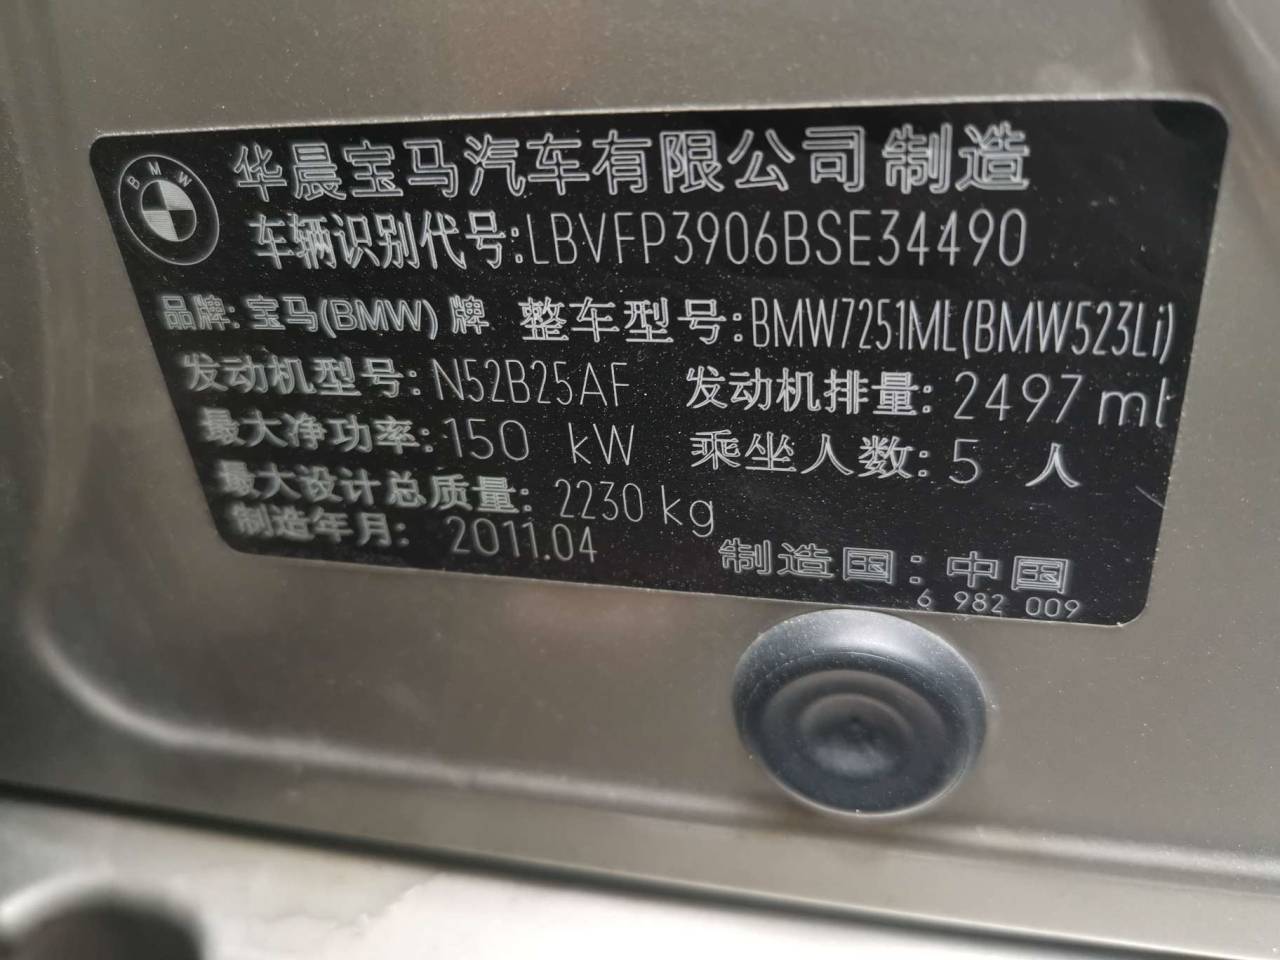 BMW
华晨宝马汽车有限公司 制造
车辆识别代号:LBVFP3906BSE34490
品牌: 宝马(BMW) 牌 整车型号:BMW7251ML(BMW523Li)
发动机型号: N52B25AF 发动机排量: 2497 ml
最大净功率: 150 kW 乘坐人数: 5 人
最大设计总质量: 2230 kg
制造年月: 2011.04 制造国: 中国
6 982 009